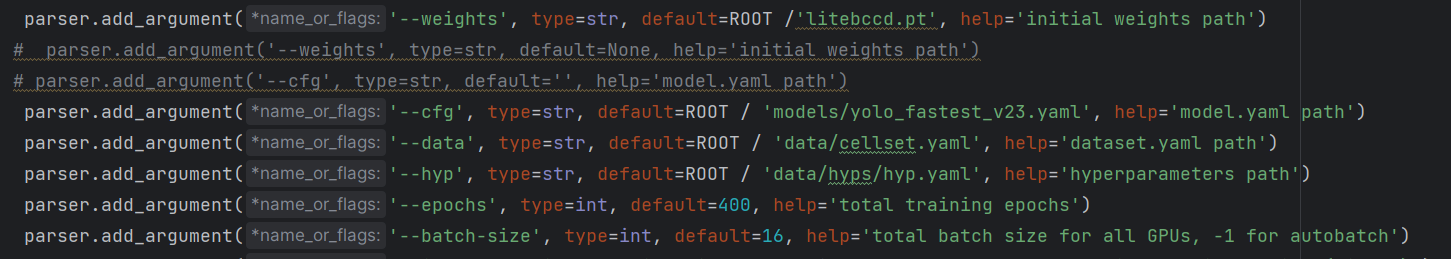 parser.add_argument(*name_or_flags: '--weights', type=str, default=ROOT /'litebccd.pt', help='initial weights path')
#  parser.add_argument('--weights', type=str, default=None, help='initial weights path')
# parser.add_argument('--cfg', type=str, default='', help='model.yaml path')
parser.add_argument(*name_or_flags: '--cfg', type=str, default=ROOT / 'models/yolo_fastest_v23.yaml', help='model.yaml path')
parser.add_argument(*name_or_flags: '--data', type=str, default=ROOT / 'data/cellset.yaml', help='dataset.yaml path')
parser.add_argument(*name_or_flags: '--hyp', type=str, default=ROOT / 'data/hyps/hyp.yaml', help='hyperparameters path')
parser.add_argument(*name_or_flags: '--epochs', type=int, default=400, help='total training epochs')
parser.add_argument(*name_or_flags: '--batch-size', type=int, default=16, help='total batch size for all GPUs, -1 for autobatch')